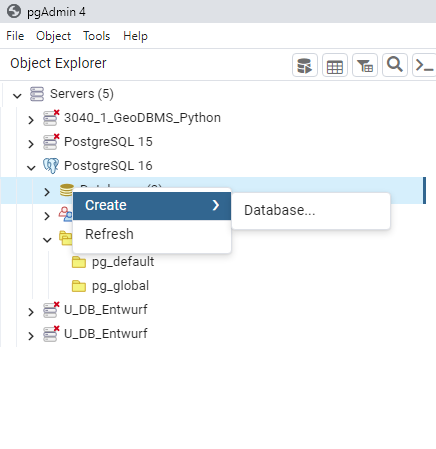 pgAdmin 4
File Object Tools Help
Object Explorer
Servers (5)
3040_1_GeoDBMS_Python
PostgreSQL 15
PostgreSQL 16
Create
Database...
Refresh
pg_default
pg_global
U_DB_Entwurf
U_DB_Entwurf